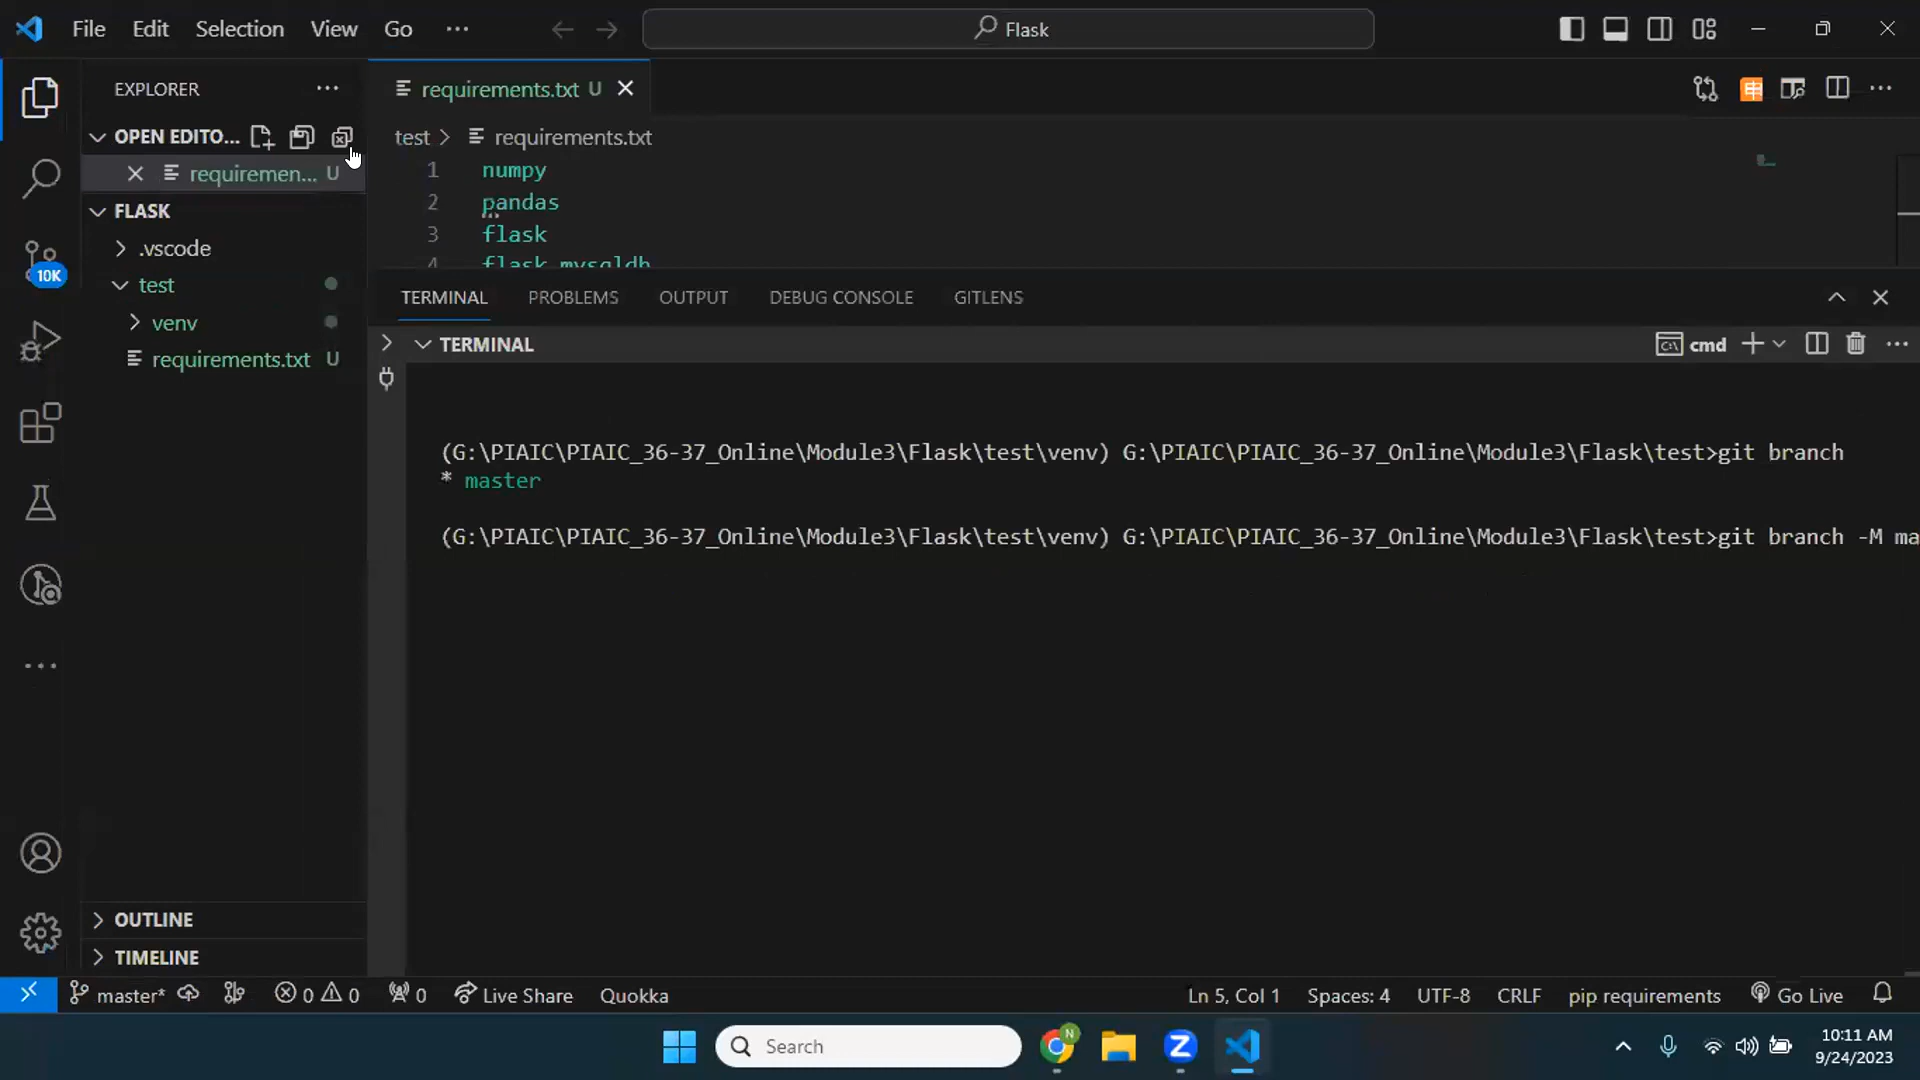 File Edit Selection View Go ··· Flask
EXPLORER
OPEN EDITO...
requiremen... U
FLASK
.vscode
test
venv
requirements.txt U
10K
OUTLINE
TIMELINE
requirements.txt U
test > requirements.txt
1 numpy
2 pandas
3 flask
4 flask_mysqldb
TERMINAL PROBLEMS OUTPUT DEBUG CONSOLE GITLENS
TERMINAL
cmd
(G:\PIAIC\PIAIC_36-37_Online\Module3\Flask\test\venv) G:\PIAIC\PIAIC_36-37_Online\Module3\Flask\test>git branch
* master
(G:\PIAIC\PIAIC_36-37_Online\Module3\Flask\test\venv) G:\PIAIC\PIAIC_36-37_Online\Module3\Flask\test>git branch -M ma
master* 0 0 0 Live Share Quokka Ln 5, Col 1 Spaces: 4 UTF-8 CRLF pip requirements Go Live
Search
N
10:11 AM
9/24/2023